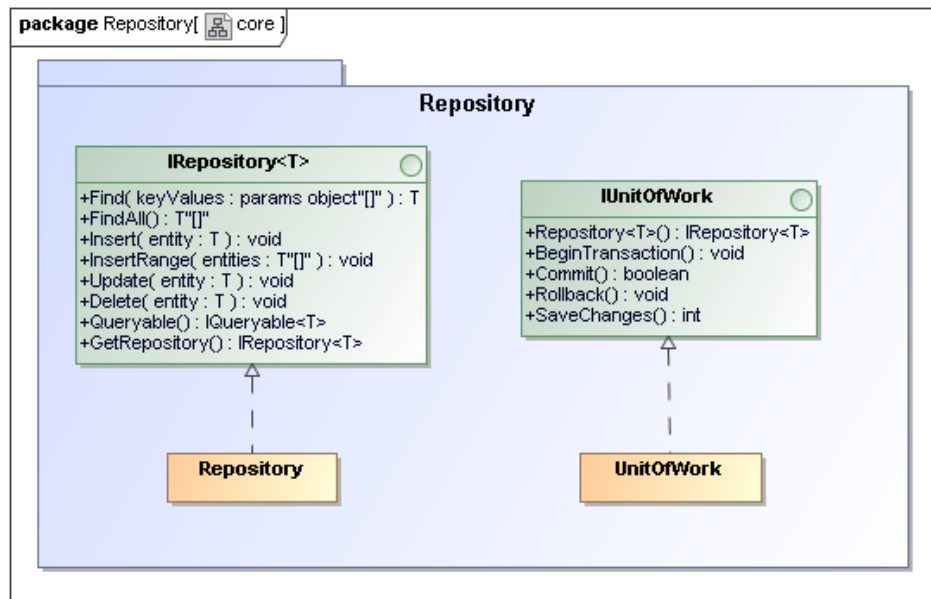 package Repository[ core ]
Repository
IRepository<T>
+Find( keyValues : params object"[]" ) : T
+FindAll() : T"[]"
+Insert( entity : T ) : void
+InsertRange( entities : T"[]" ) : void
+Update( entity : T ) : void
+Delete( entity : T ) : void
+Queryable() : IQueryable<T>
+GetRepository() : IRepository<T>
IUnitOfWork
+Repository<T>() : IRepository<T>
+BeginTransaction() : void
+Commit() : boolean
+Rollback() : void
+SaveChanges() : int
Repository
UnitOfWork